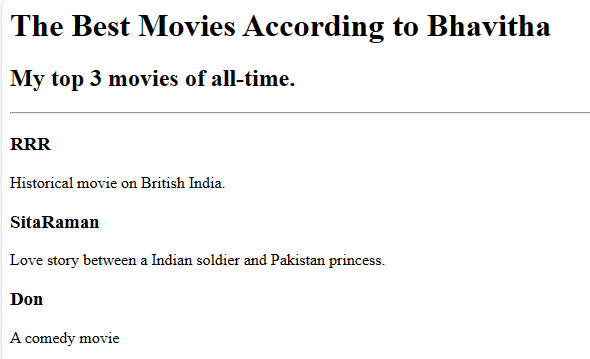 The Best Movies According to Bhavitha
My top 3 movies of all-time.
RRR
Historical movie on British India.
SitaRaman
Love story between a Indian soldier and Pakistan princess.
Don
A comedy movie